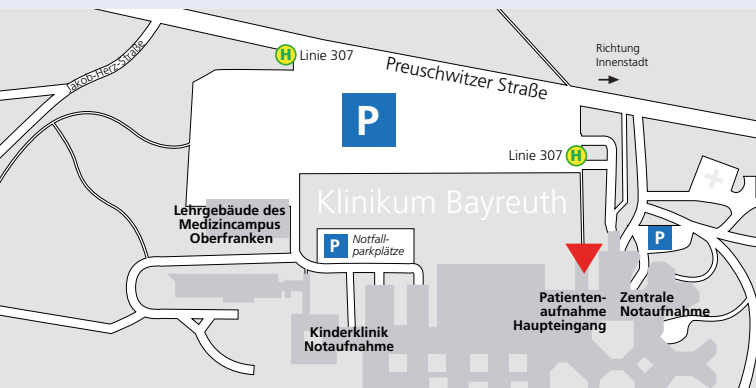 Jakob-Herz-Straße
H Linie 307
Preuschwitzer Straße
Richtung
Innenstadt
P
Linie 307 H
Klinikum Bayreuth
Lehrgebäude des
Medizincampus
Oberfranken
P Notfall-
parkplätze
P
Patienten-
aufnahme
Haupteingang
Zentrale
Notaufnahme
Kinderklinik
Notaufnahme